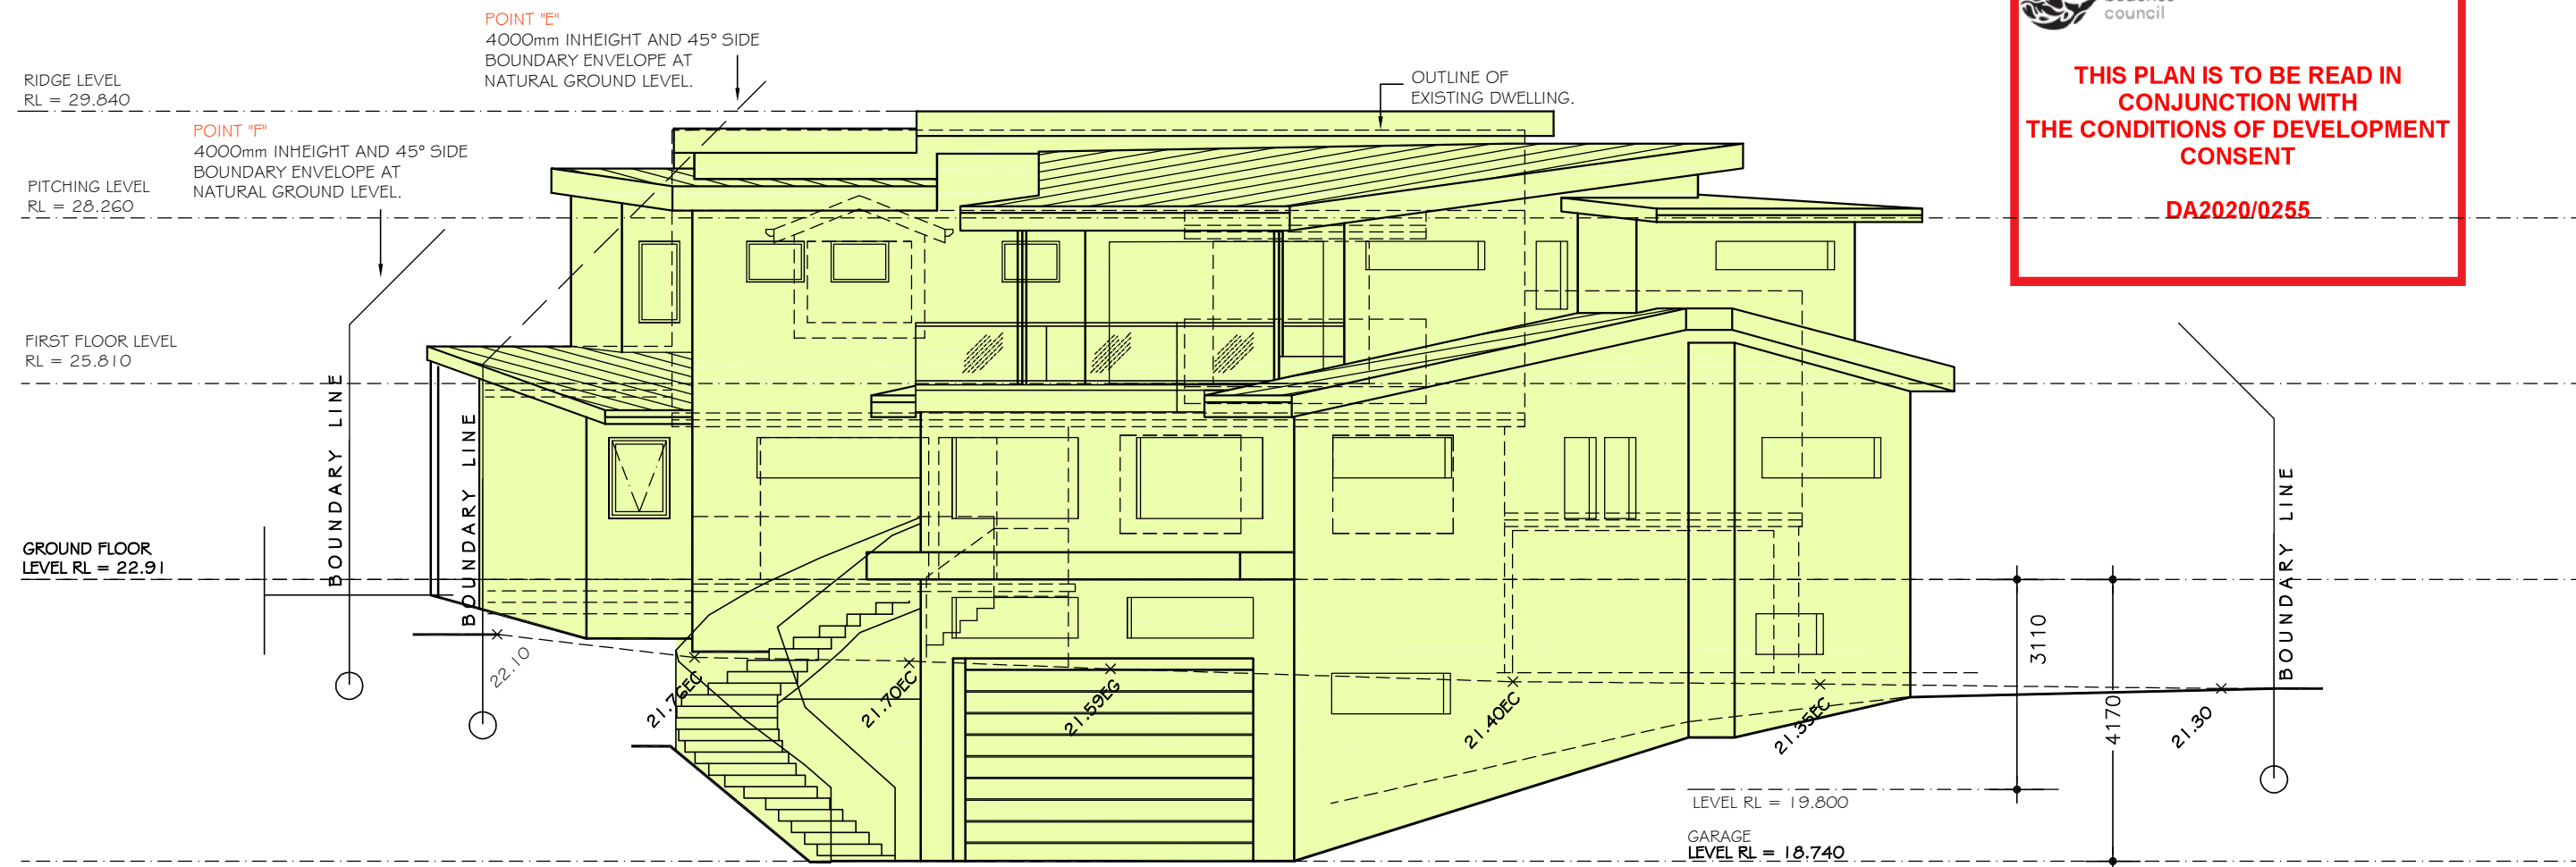 POINT "E"
4000mm INHEIGHT AND 45° SIDE
BOUNDARY ENVELOPE AT
NATURAL GROUND LEVEL.
council
THIS PLAN IS TO BE READ IN
CONJUNCTION WITH
THE CONDITIONS OF DEVELOPMENT
CONSENT
DA2020/0255
OUTLINE OF
EXISTING DWELLING.
RIDGE LEVEL
RL = 29.840
POINT "F"
4000mm INHEIGHT AND 45° SIDE
BOUNDARY ENVELOPE AT
NATURAL GROUND LEVEL.
PITCHING LEVEL
RL = 28.260
FIRST FLOOR LEVEL
RL = 25.810
BOUNDARY LINE
BOUNDARY LINE
BOUNDARY LINE
GROUND FLOOR
LEVEL RL = 22.91
22.10
21.76EC
21.70EC
21.59EG
21.40EC
21.35EC
21.30
3110
4170
LEVEL RL = 19.800
GARAGE
LEVEL RL = 18.740